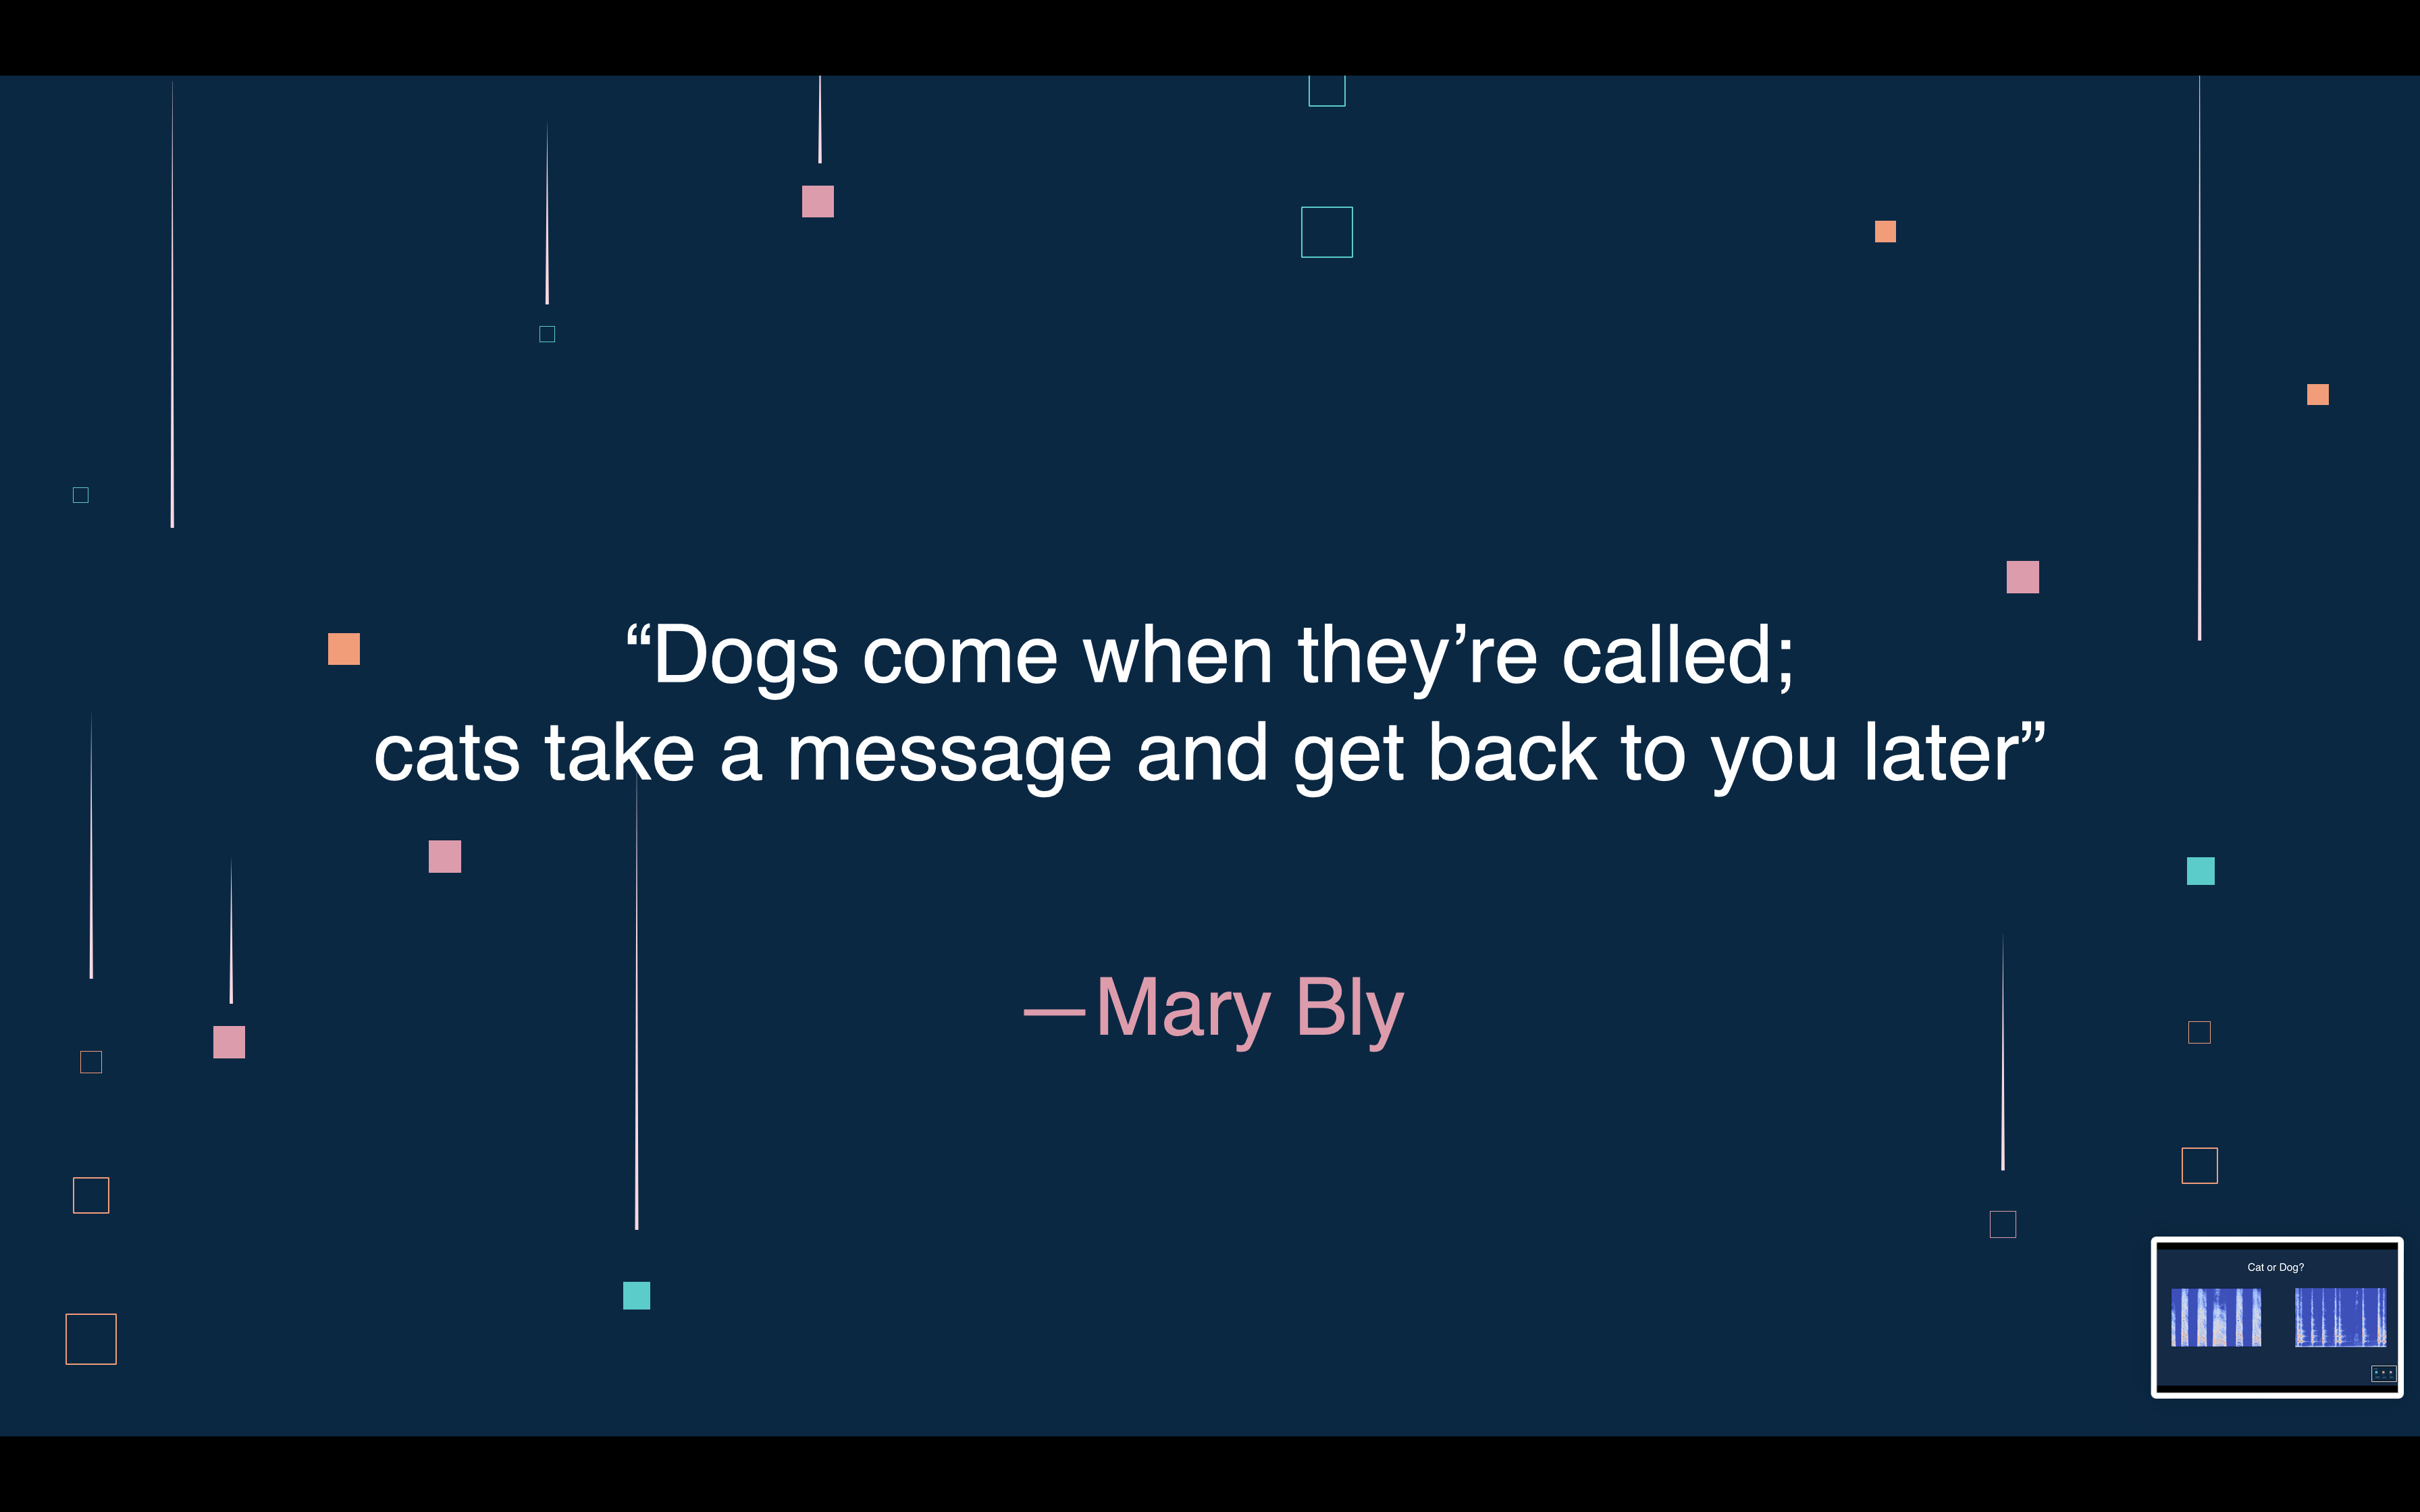 “Dogs come when they’re called;
cats take a message and get back to you later”
—Mary Bly
Cat or Dog?